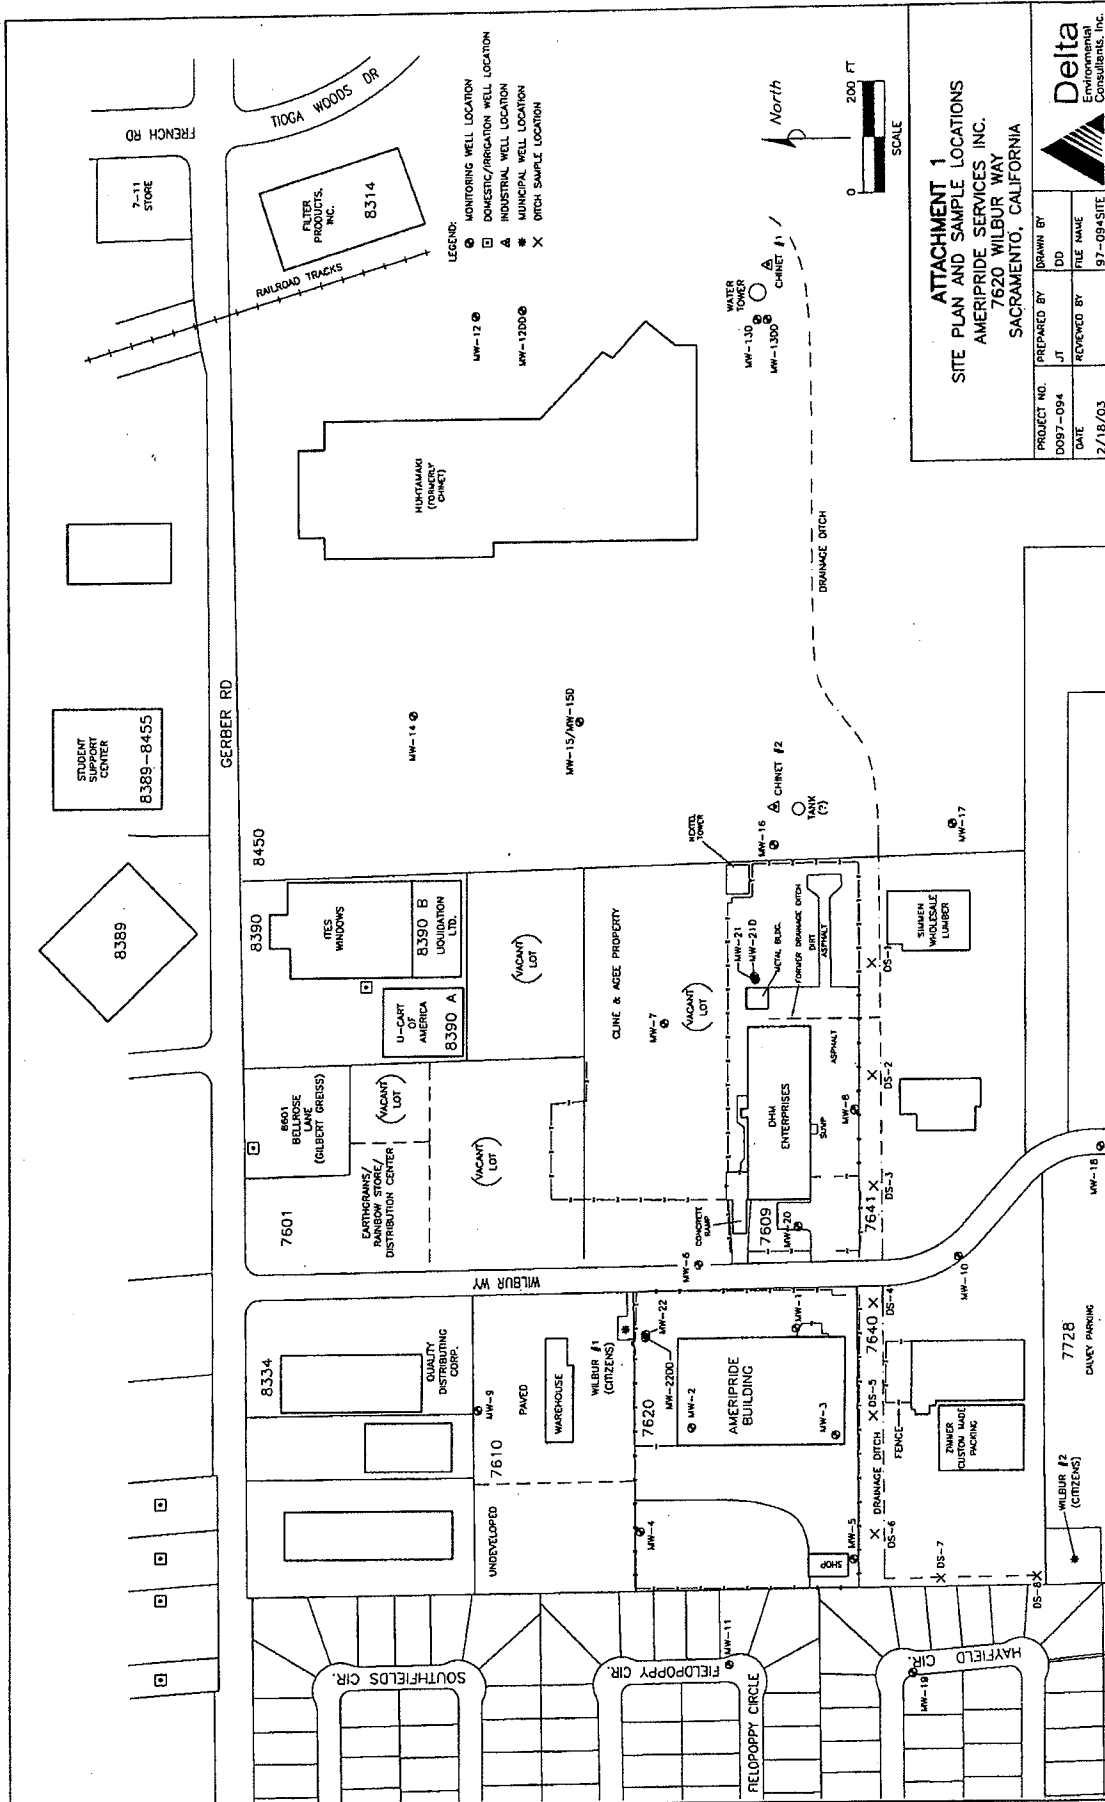 FRENCH RD
7-11
STORE
TIOGA WOODS DR
FILTER
PRODUCTS,
INC.
8314
RAILROAD TRACKS
LEGEND:
MONITORING WELL LOCATION
DOMESTIC/IRRIGATION WELL LOCATION
INDUSTRIAL WELL LOCATION
MUNICIPAL WELL LOCATION
DITCH SAMPLE LOCATION
North
0
200 FT
SCALE
STUDENT
SUPPORT
CENTER
8389-8455
8389
GERBER RD
8450
MW-12
MW-12DD
HUHTAMAKI
(FORMERLY
CHINET)
WATER
TOWER
CHINET #1
MW-13D
MW-13DD
DRAINAGE DITCH
MW-14
MW-15/MW-15D
CHINET #2
TANK
(?)
MW-16
MW-17
NEXTEL
TOWER
8390
ITES
WINDOWS
8390 B
LIQUIDATION
LTD.
U-CART
OF
AMERICA
8390 A
(VACANT
LOT)
CLINE & AGEE PROPERTY
MW-7
(VACANT
LOT)
MW-21
MW-21D
METAL BLDG.
FORMER DRAINAGE DITCH
DIRT
ASPHALT
ASPHALT
SIMMEN
WHOLESALE
LUMBER
DS-1
DS-2
8601
BELLROSE
LANE
(GILBERT GREISS)
(VACANT
LOT)
EARTHGRAINS/
RAINBOW STORE/
DISTRIBUTION CENTER
7601
(VACANT
LOT)
DHM
ENTERPRISES
SUMP
MW-8
CONCRETE
RAMP
7609
MW-20
7641
DS-3
MW-18
WILBUR WY
MW-6
MW-10
8334
QUALITY
DISTRIBUTING
CORP.
MW-9
PAVED
7610
WAREHOUSE
WILBUR #1
(CITIZENS)
UNDEVELOPED
MW-22
MW-22DD
7620
MW-2
AMERIPRIDE
BUILDING
MW-1
MW-3
7640
DS-4
DS-5
DRAINAGE DITCH
FENCE
DS-6
DS-7
DS-8
ZIMMER
CUSTOM MADE
PACKING
7728
CALVEY PARKING
WILBUR #2
(CITIZENS)
MW-4
SHOP
MW-5
SOUTHFIELDS CIR.
FIELDPOPPY CIR.
MW-11
FIELDPOPPY CIRCLE
HAYFIELD CIR.
MW-19
ATTACHMENT 1
SITE PLAN AND SAMPLE LOCATIONS
AMERIPRIDE SERVICES INC.
7620 WILBUR WAY
SACRAMENTO, CALIFORNIA
PROJECT NO.
D097-094
PREPARED BY
JT
DRAWN BY
DD
DATE
2/18/03
REVIEWED BY
FILE NAME
97-094SITE
Delta
Environmental
Consultants, Inc.